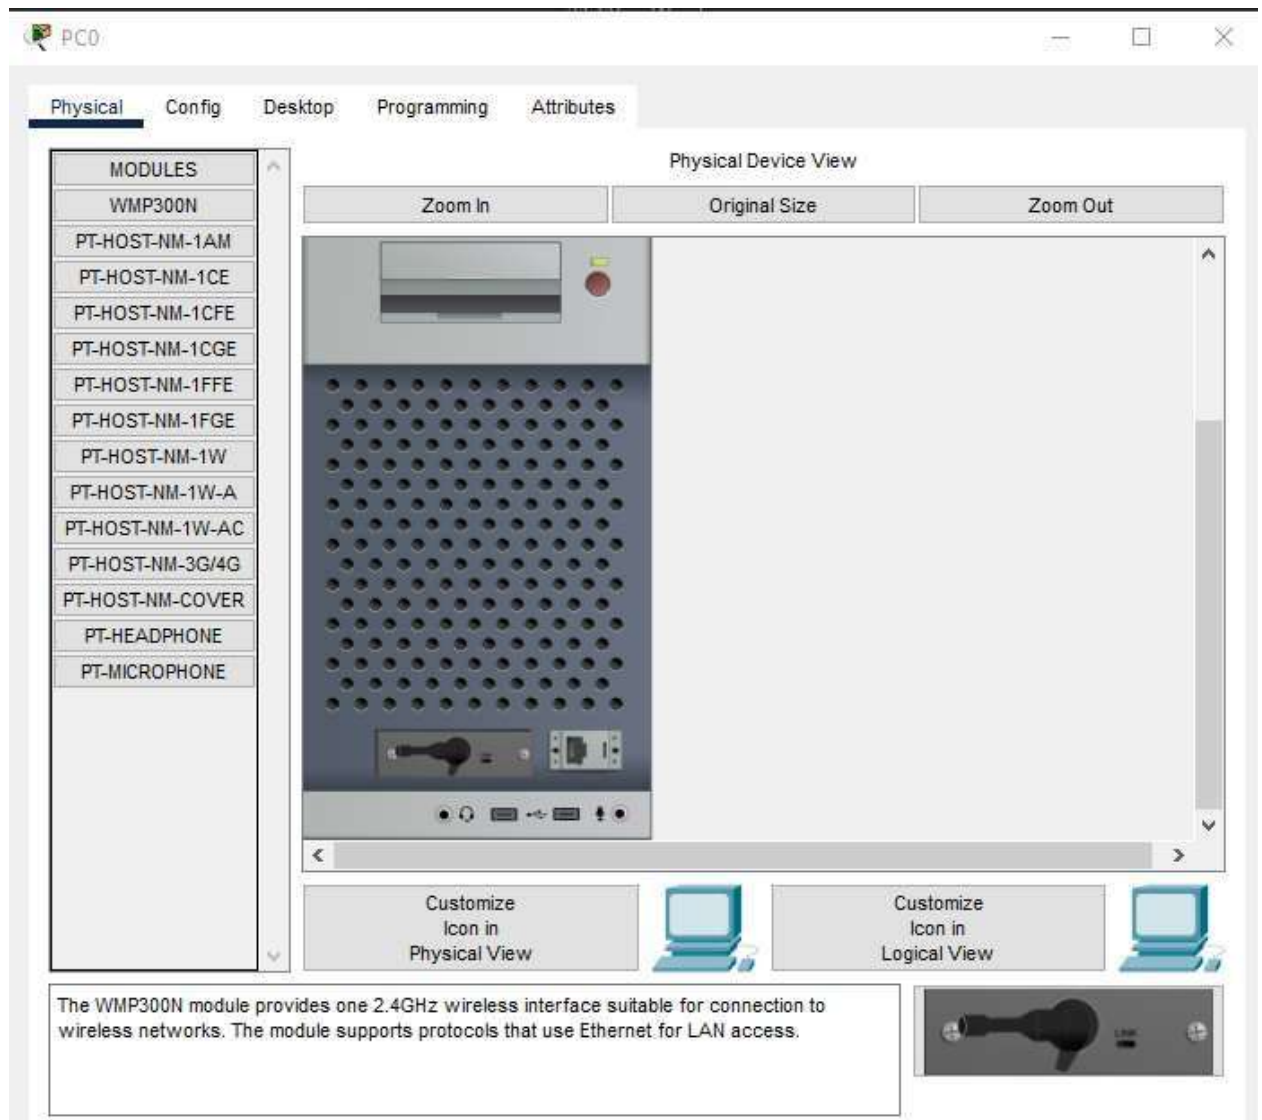 PC0
Physical
Config
Desktop
Programming
Attributes
MODULES
WMP300N
PT-HOST-NM-1AM
PT-HOST-NM-1CE
PT-HOST-NM-1CFE
PT-HOST-NM-1CGE
PT-HOST-NM-1FFE
PT-HOST-NM-1FGE
PT-HOST-NM-1W
PT-HOST-NM-1W-A
PT-HOST-NM-1W-AC
PT-HOST-NM-3G/4G
PT-HOST-NM-COVER
PT-HEADPHONE
PT-MICROPHONE
Physical Device View
Zoom In
Original Size
Zoom Out
Customize
Icon in
Physical View
Customize
Icon in
Logical View
The WMP300N module provides one 2.4GHz wireless interface suitable for connection to
wireless networks. The module supports protocols that use Ethernet for LAN access.
LINK